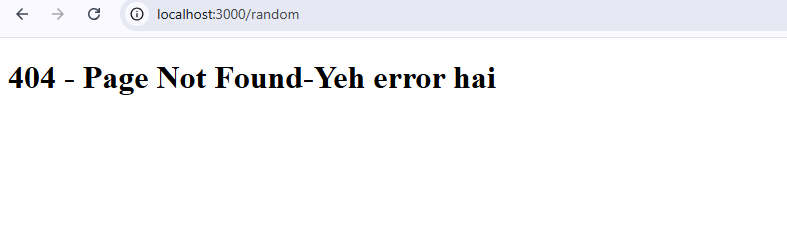 localhost:3000/random
404 - Page Not Found-Yeh error hai